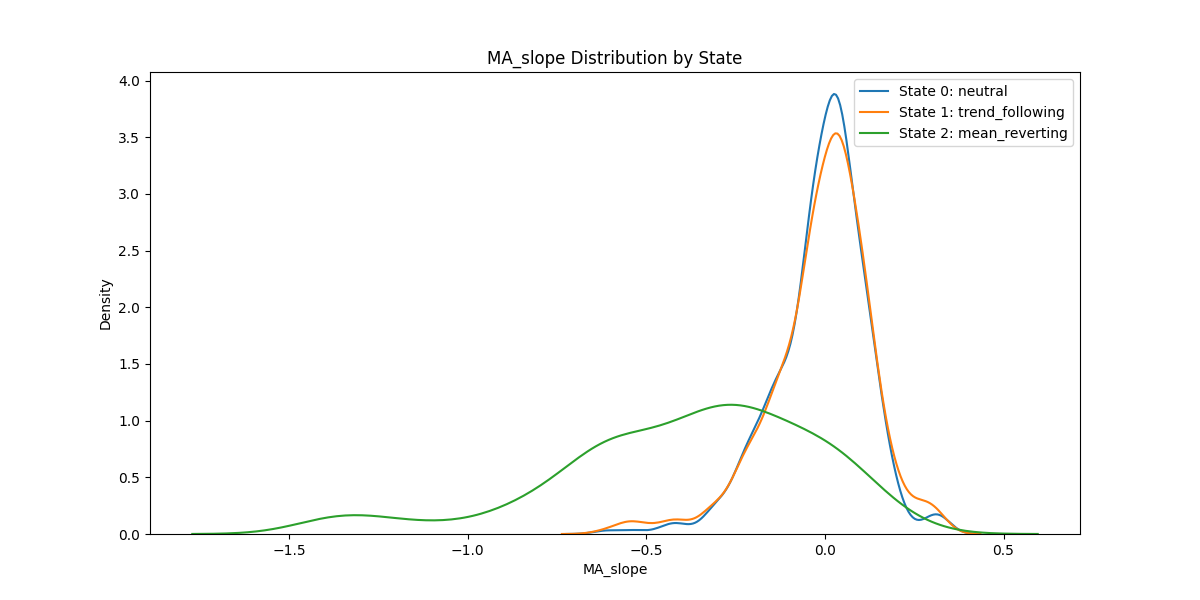 MA_slope Distribution by State
State 0: neutral
State 1: trend_following
State 2: mean_reverting
4.0
3.5
3.0
2.5
2.0
1.5
1.0
0.5
0.0
Density
−1.5 −1.0 −0.5 0.0 0.5
MA_slope